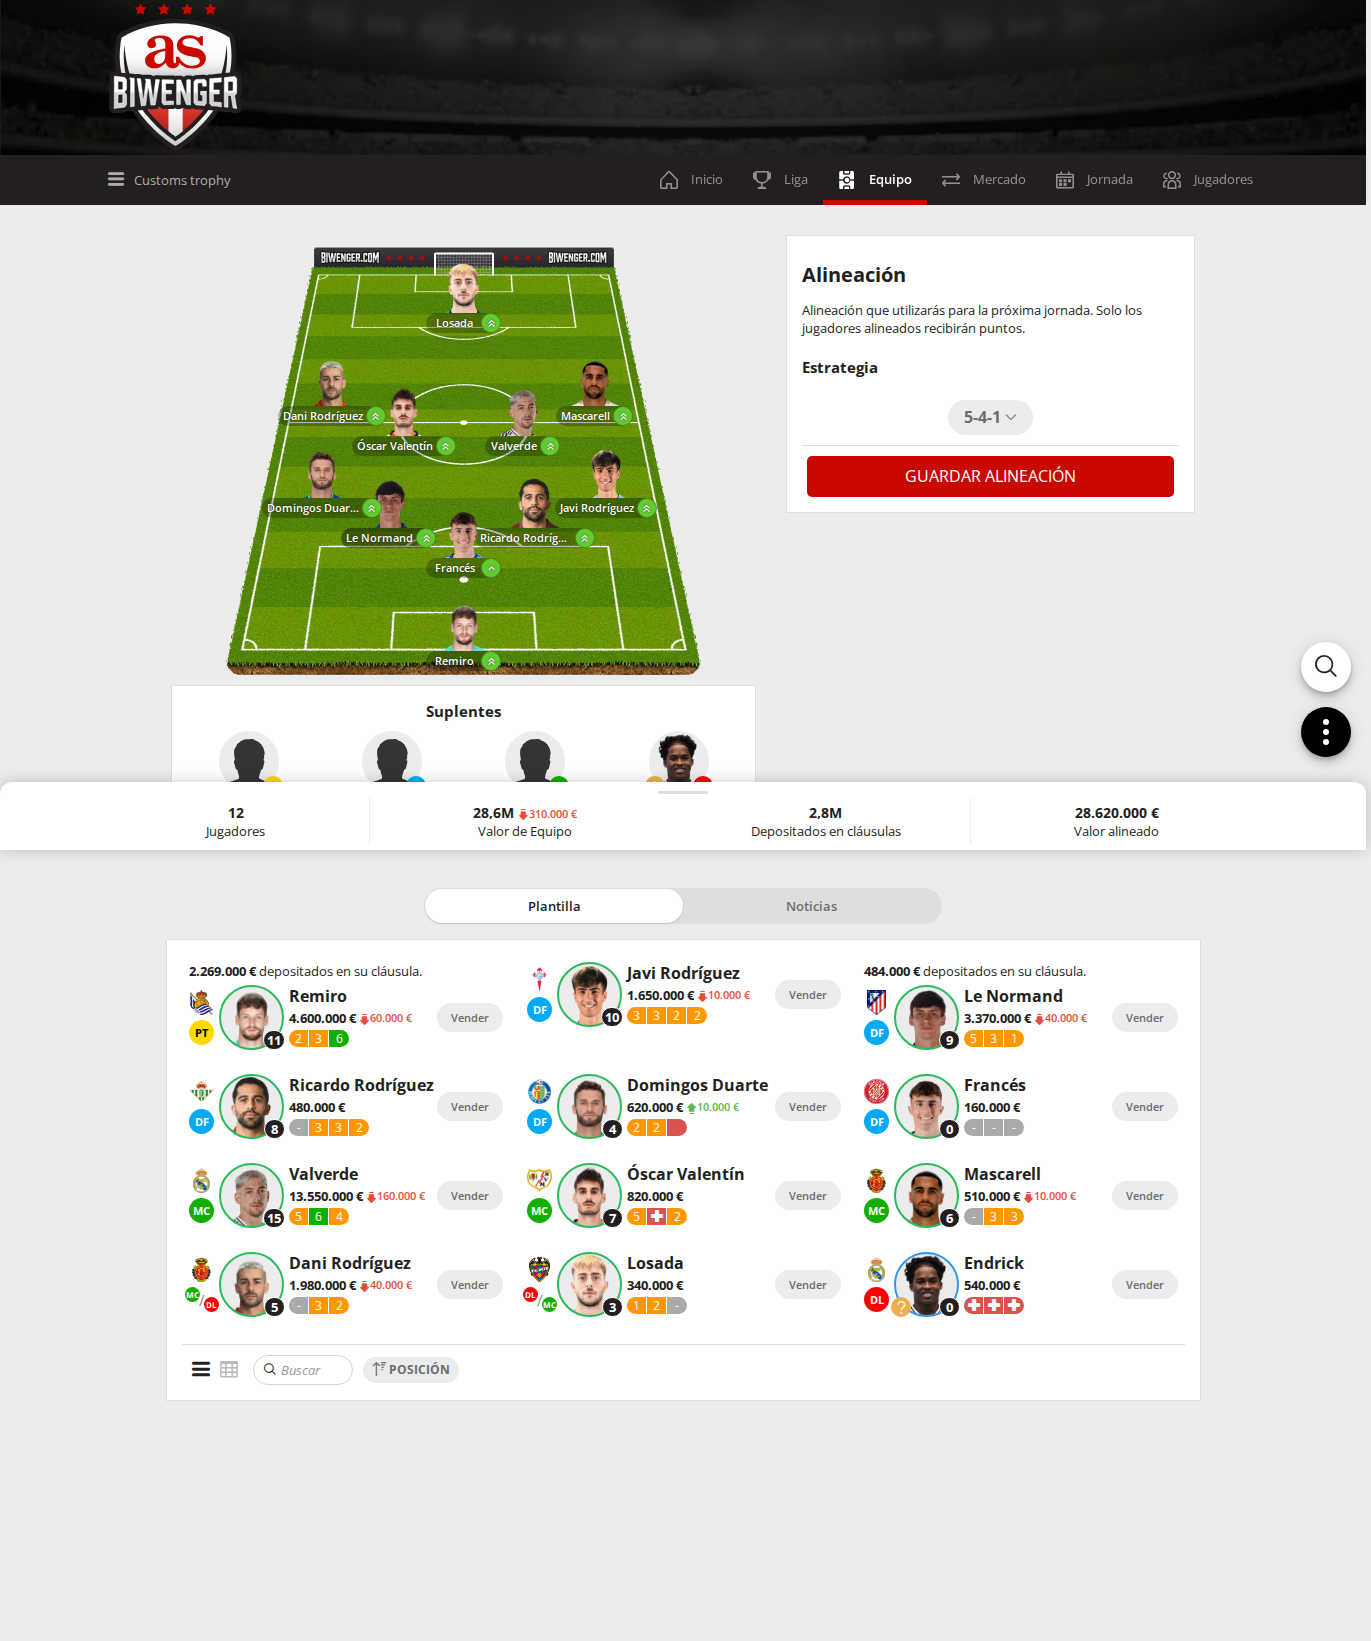 as
BIWENGER
Customs trophy
Inicio
Liga
Equipo
Mercado
Jornada
Jugadores
BIWENGER.COM
BIWENGER.COM
Losada
Dani Rodríguez
Mascarell
Óscar Valentín
Valverde
Domingos Duar...
Javi Rodríguez
Le Normand
Ricardo Rodríg...
Francés
Remiro
Alineación
Alineación que utilizarás para la próxima jornada. Solo los
jugadores alineados recibirán puntos.
Estrategia
5-4-1
GUARDAR ALINEACIÓN
Suplentes
12
Jugadores
28,6M 310.000 €
Valor de Equipo
2,8M
Depositados en cláusulas
28.620.000 €
Valor alineado
Plantilla
Noticias
2.269.000 € depositados en su cláusula.
Remiro
4.600.000 € 60.000 €
PT
11
2 3 6
Vender
Javi Rodríguez
1.650.000 € 10.000 €
DF
10
3 3 2 2
Vender
484.000 € depositados en su cláusula.
Le Normand
3.370.000 € 40.000 €
DF
9
5 3 1
Vender
Ricardo Rodríguez
480.000 €
DF
8
- 3 3 2
Vender
Domingos Duarte
620.000 € 10.000 €
DF
4
2 2
Vender
Francés
160.000 €
DF
0
- - -
Vender
Valverde
13.550.000 € 160.000 €
MC
15
5 6 4
Vender
Óscar Valentín
820.000 €
MC
7
5 2
Vender
Mascarell
510.000 € 10.000 €
MC
6
- 3 3
Vender
Dani Rodríguez
1.980.000 € 40.000 €
MC / DL
5
- 3 2
Vender
Losada
340.000 €
DL / MC
3
1 2 -
Vender
Endrick
540.000 €
DL
?
0
Vender
Buscar
POSICIÓN